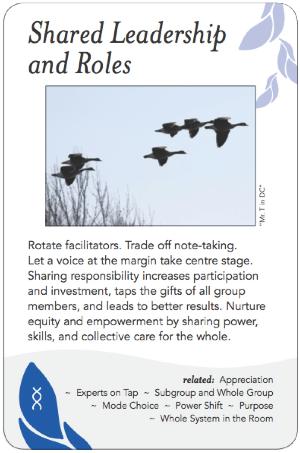 Shared Leadership
and Roles
"Mr. T in DC"
Rotate facilitators. Trade off note-taking.
Let a voice at the margin take centre stage.
Sharing responsibility increases participation
and investment, taps the gifts of all group
members, and leads to better results. Nurture
equity and empowerment by sharing power,
skills, and collective care for the whole.
related: Appreciation
~ Experts on Tap ~ Subgroup and Whole Group
~ Mode Choice ~ Power Shift ~ Purpose
~ Whole System in the Room